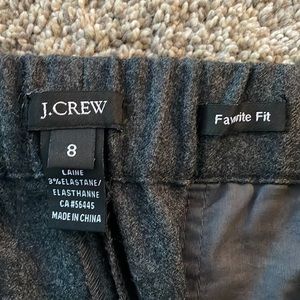 J.CREW
Favorite Fit
8
LAINE
3% ELASTANE/
ELASTHANNE
CA#56445
MADE IN CHINA